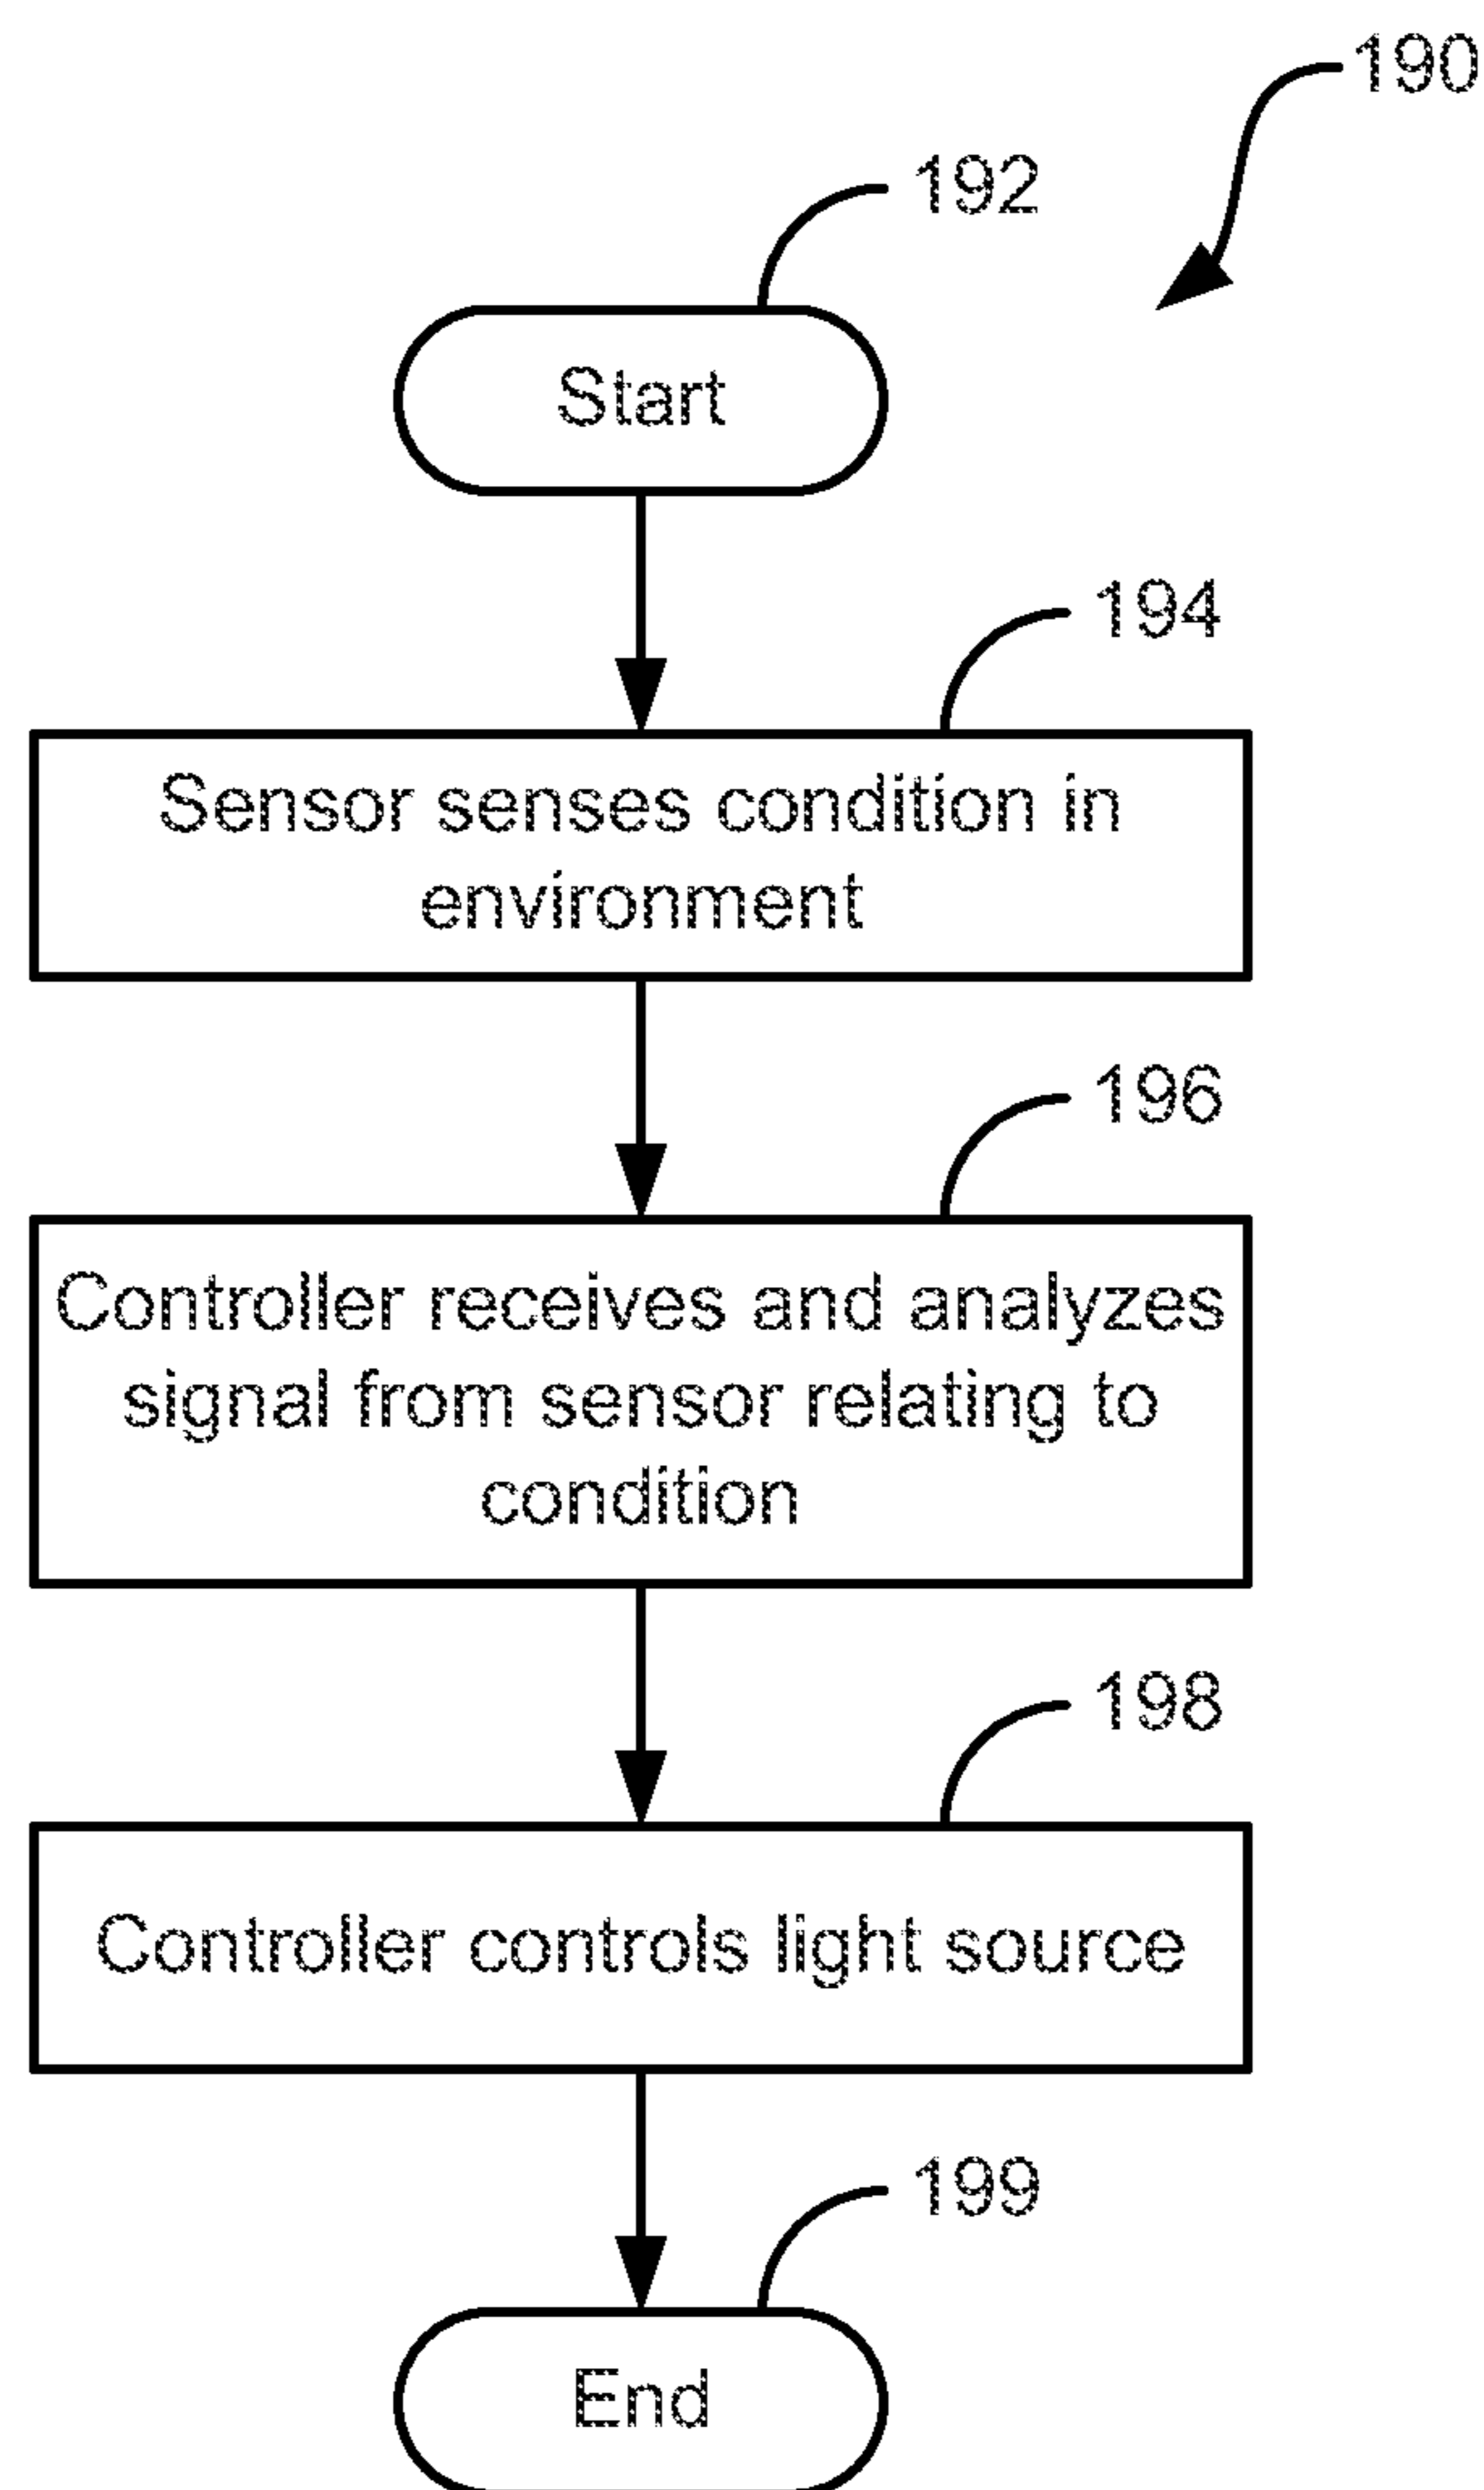 190
192
Start
194
Sensor senses condition in
environment
196
Controller receives and analyzes
signal from sensor relating to
condition
198
Controller controls light source
199
End